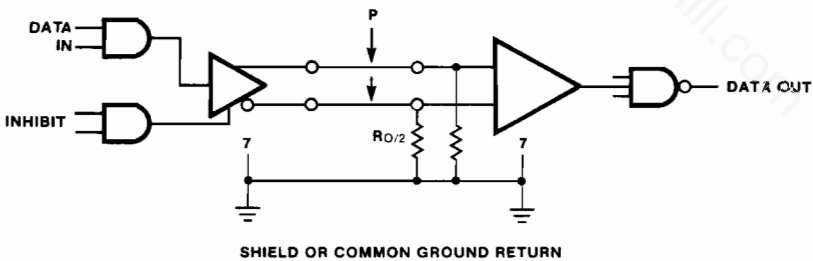 P
DATA
IN
INHIBIT
DATA OUT
7
RO/2
7
SHIELD OR COMMON GROUND RETURN